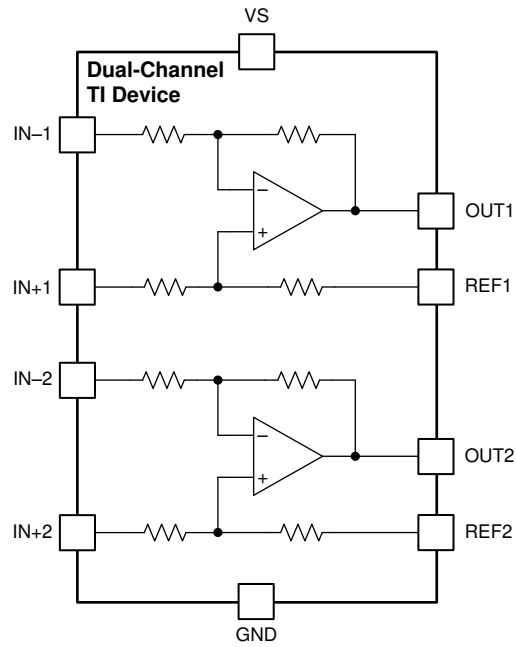 VS
Dual-Channel
TI Device
IN–1
−
+
OUT1
IN+1
REF1
IN–2
−
+
OUT2
IN+2
REF2
GND